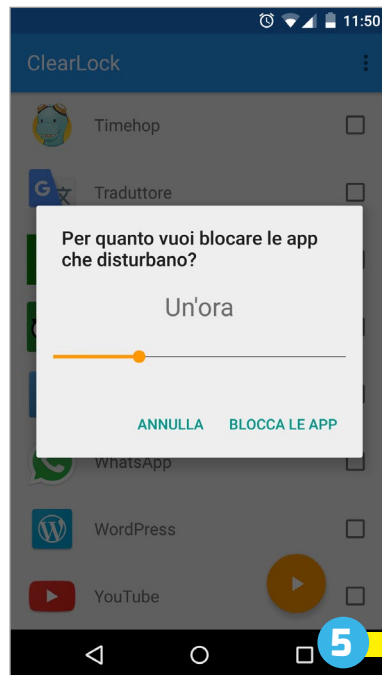 11:50
ClearLock
Timehop
G
Traduttore
Per quanto vuoi bloccare le app
che disturbano?
Un'ora
ANNULLA BLOCCA LE APP
WhatsApp
WordPress
YouTube
5